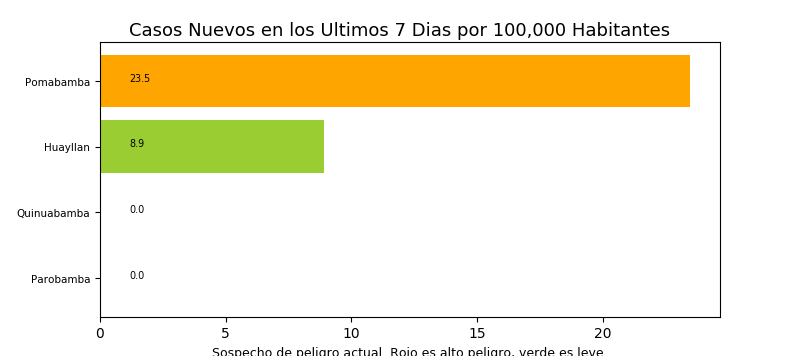 Casos Nuevos en los Ultimos 7 Dias por 100,000 Habitantes
Pomabamba
23.5
Huayllan
8.9
Quinuabamba
0.0
Parobamba
0.0
0 5 10 15 20
Sospecho de peligro actual. Rojo es alto peligro, verde es leve